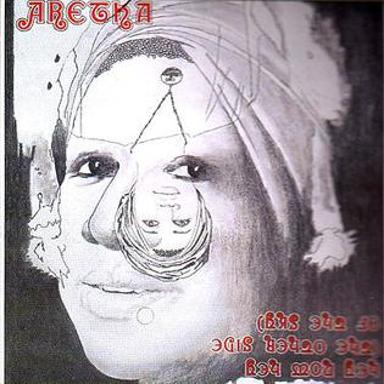 ARETHA
HEY NOW HEY
(THE OTHER SIDE
OF THE SKY)